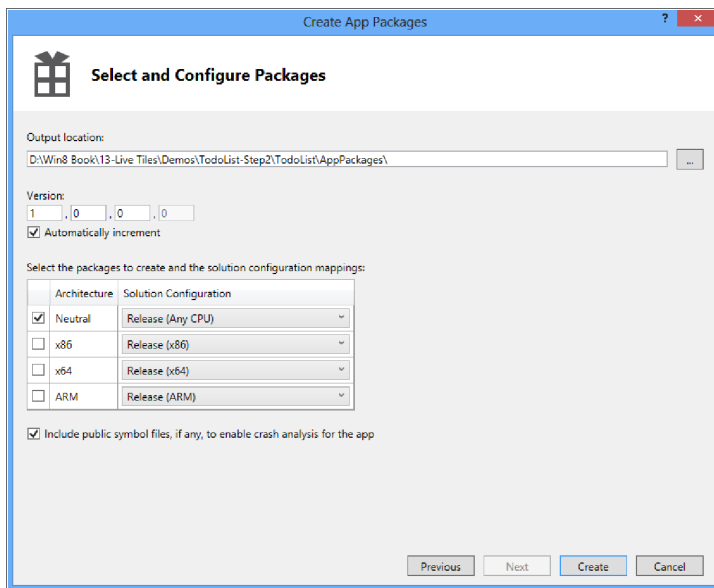 Create App Packages
?
×
Select and Configure Packages
Output location:
D:\Win8 Book\13-Live Tiles\Demos\TodoList-Step2\TodoList\AppPackages\
...
Version:
1 , 0 , 0 , 0
Automatically increment
Select the packages to create and the solution configuration mappings:
Architecture Solution Configuration
Neutral Release (Any CPU)
x86 Release (x86)
x64 Release (x64)
ARM Release (ARM)
Include public symbol files, if any, to enable crash analysis for the app
Previous Next Create Cancel